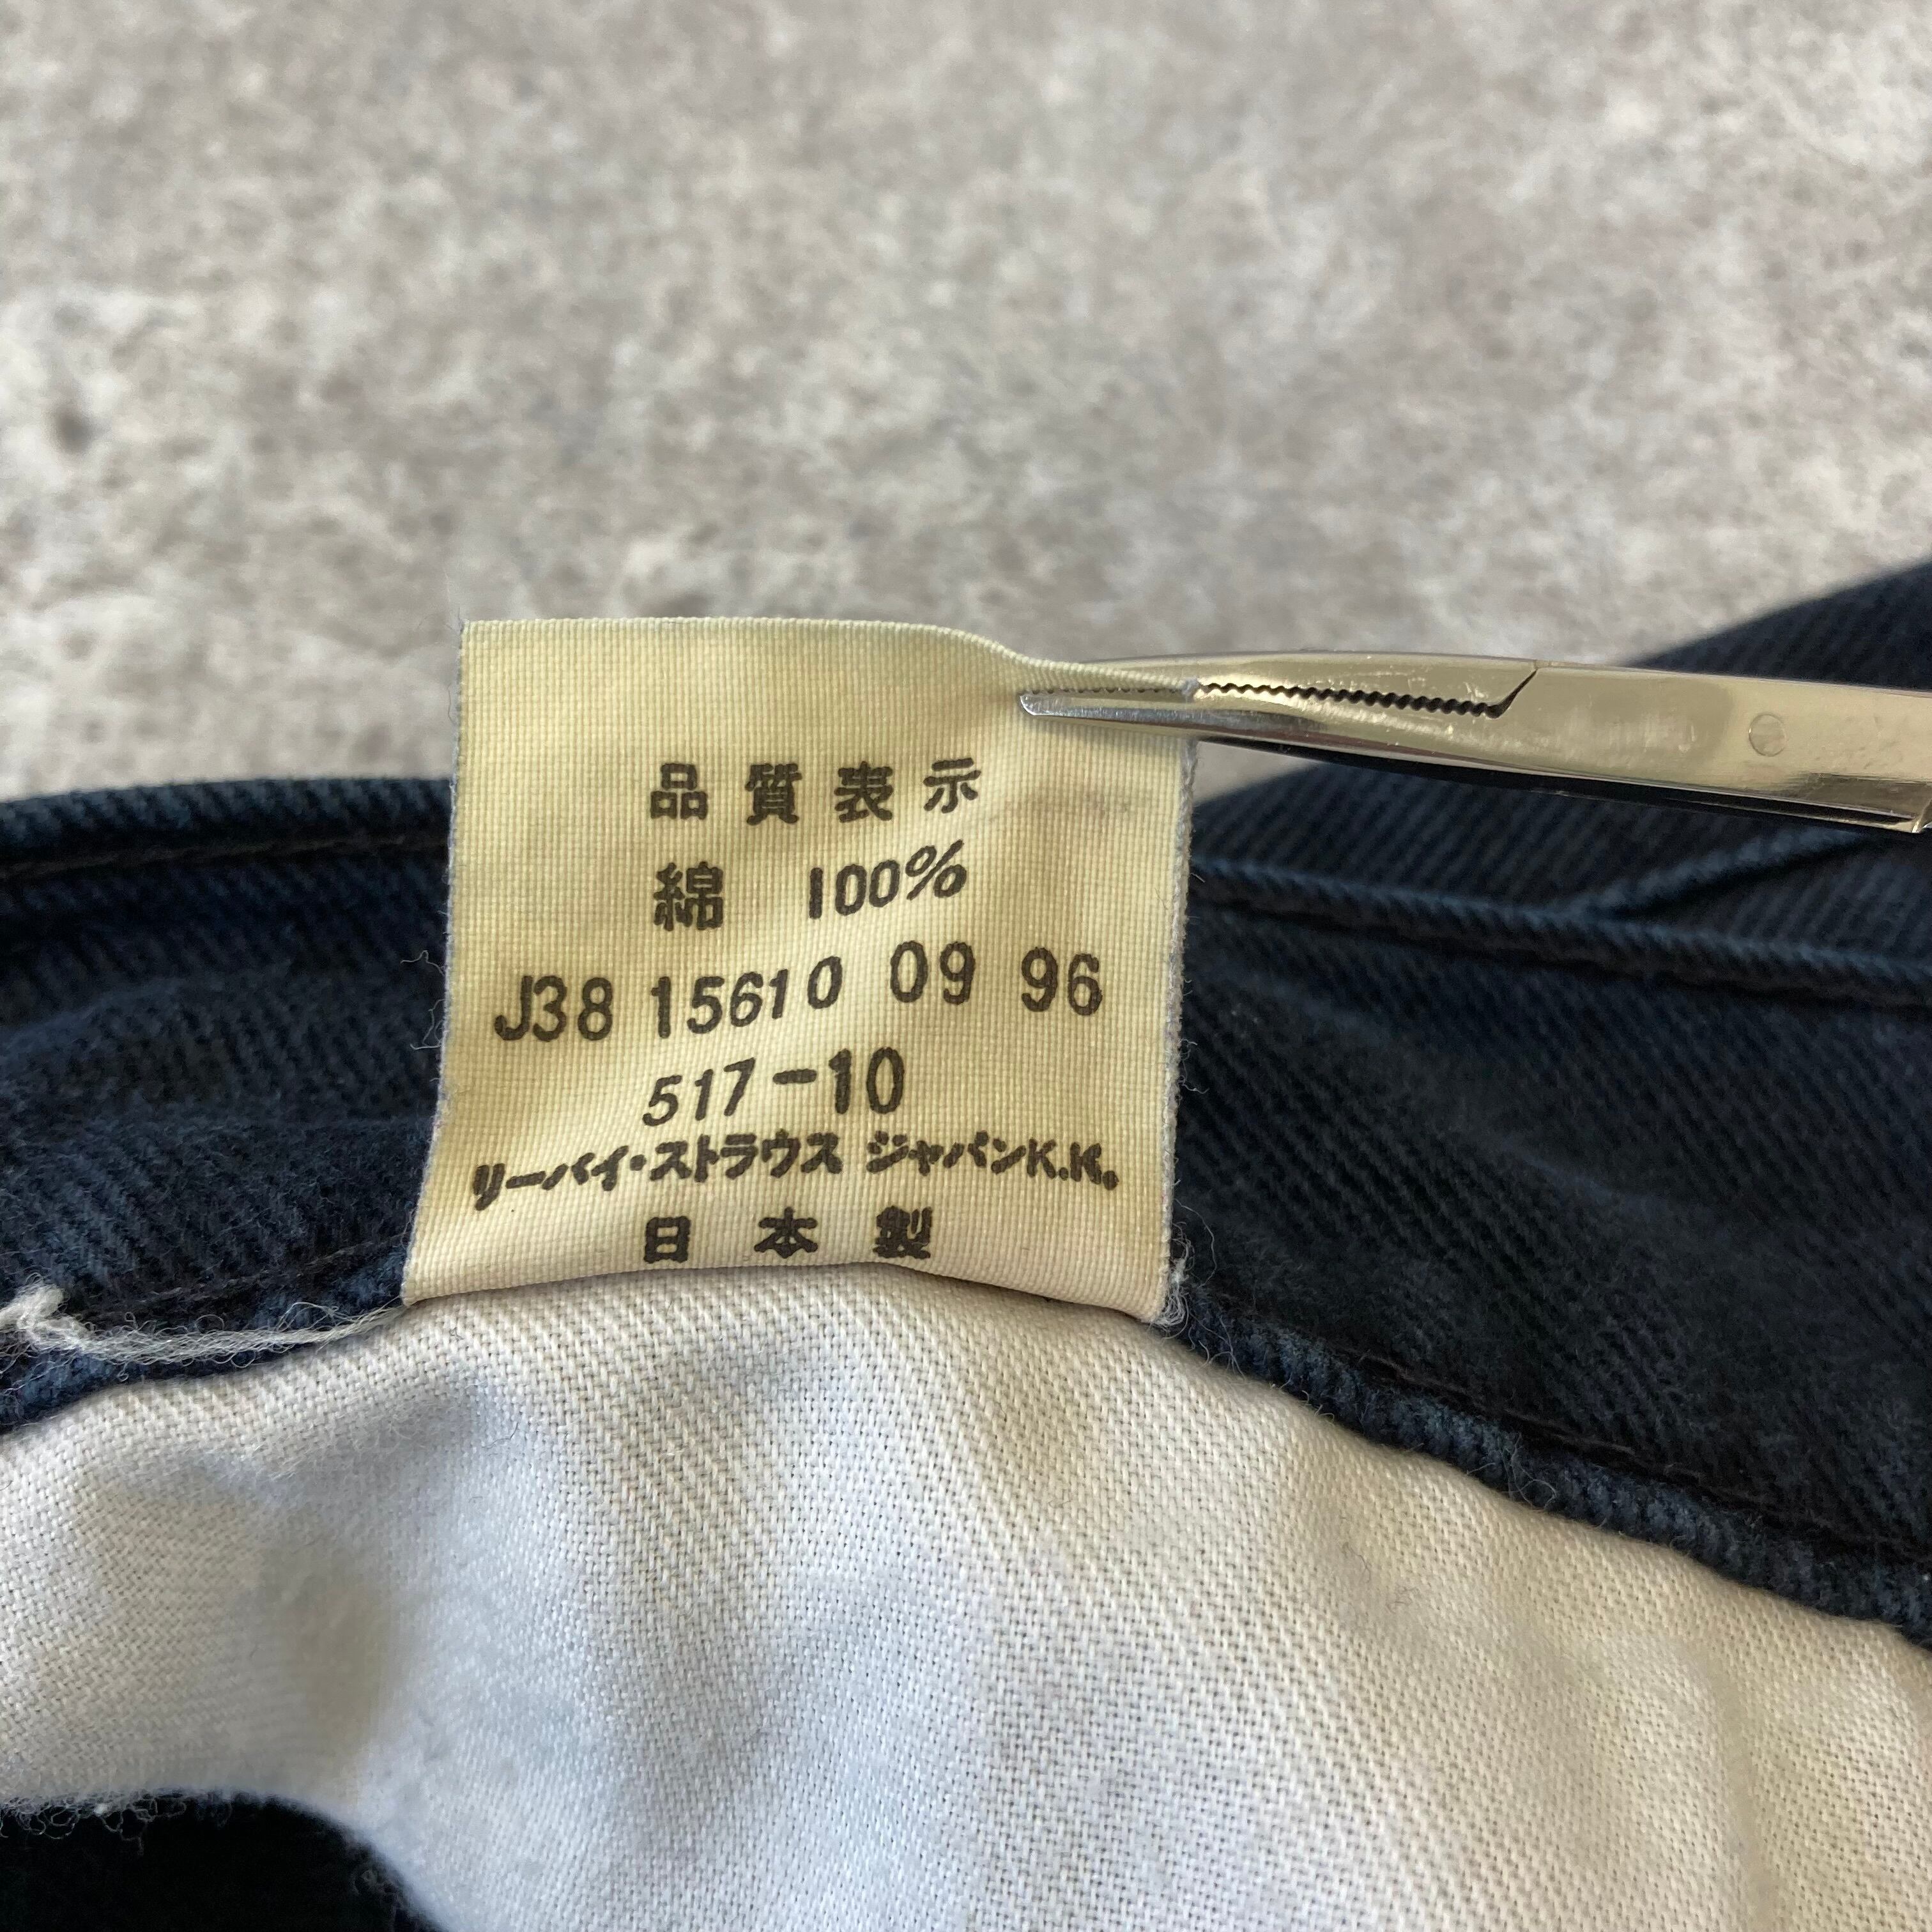 品質表示
綿 100%
J38 15610 09 96
517-10
リーバイ・ストラウス ジャパンK.K.
日本製